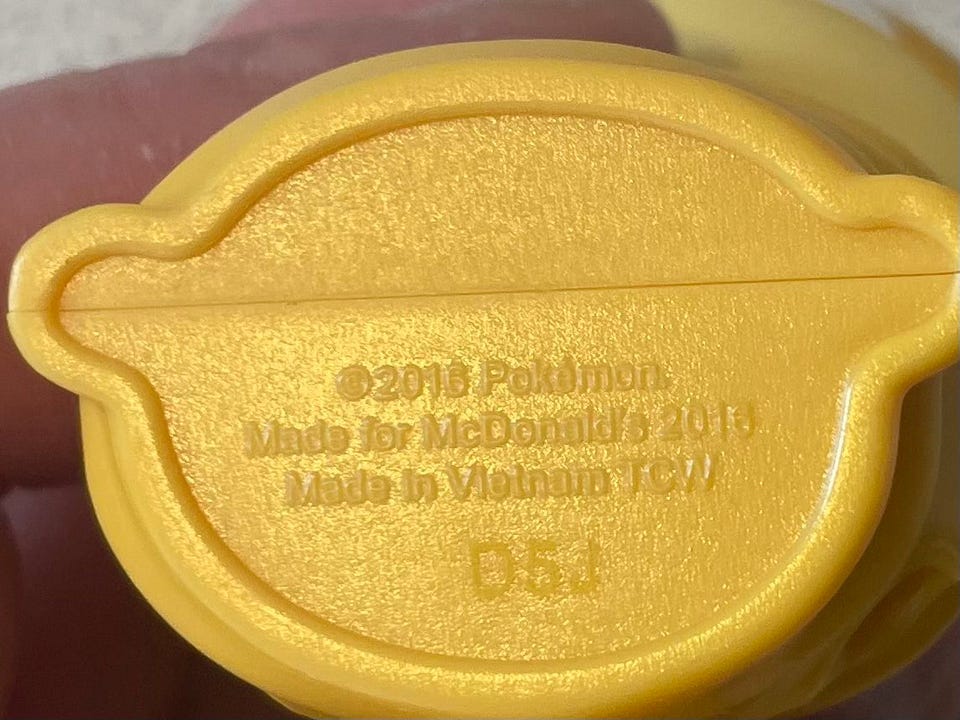 ©2016 Pokémon.
Made for McDonald's 2016
Made in Vietnam TCW
D5J